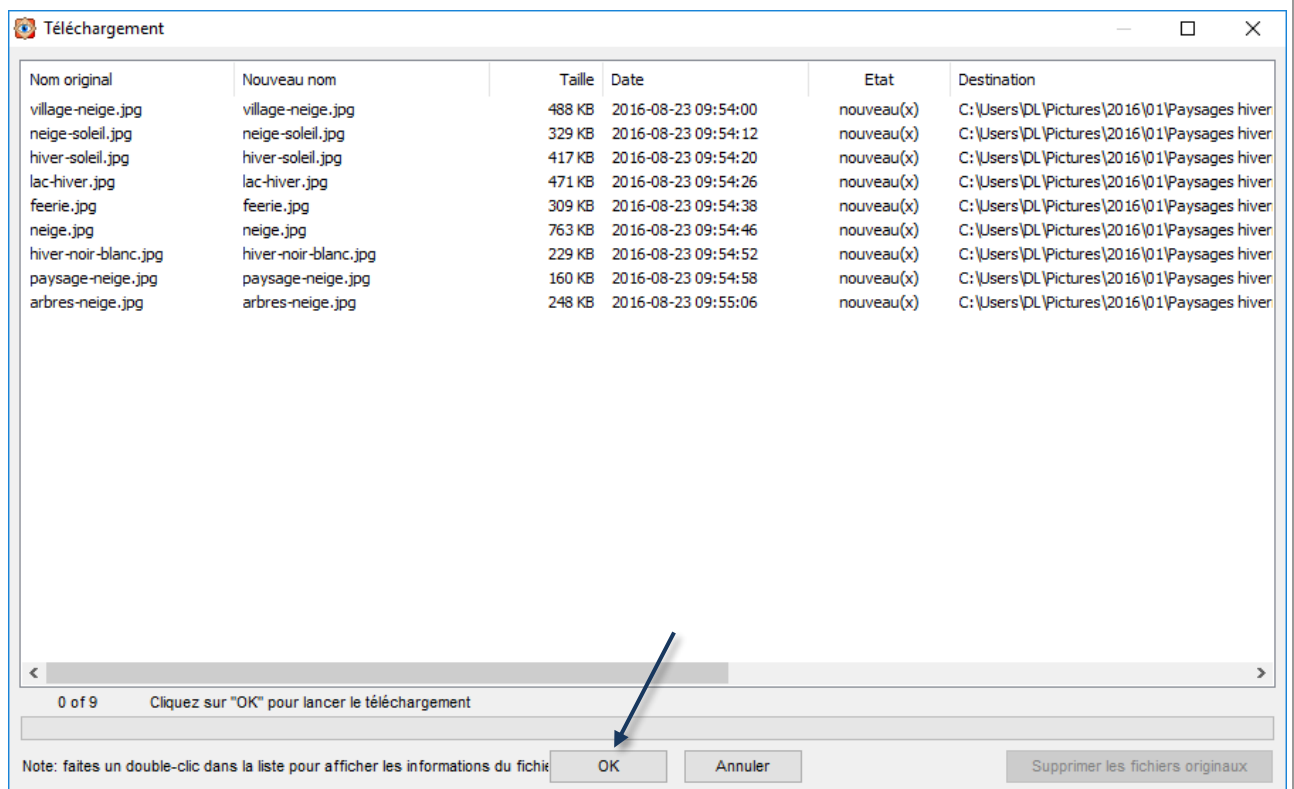 Téléchargement
Nom original Nouveau nom Taille Date Etat Destination
village-neige.jpg village-neige.jpg 488 KB 2016-08-23 09:54:00 nouveau(x) C:\Users\DL\Pictures\2016\01\Paysages hiver
neige-soleil.jpg neige-soleil.jpg 329 KB 2016-08-23 09:54:12 nouveau(x) C:\Users\DL\Pictures\2016\01\Paysages hiver
hiver-soleil.jpg hiver-soleil.jpg 417 KB 2016-08-23 09:54:20 nouveau(x) C:\Users\DL\Pictures\2016\01\Paysages hiver
lac-hiver.jpg lac-hiver.jpg 471 KB 2016-08-23 09:54:26 nouveau(x) C:\Users\DL\Pictures\2016\01\Paysages hiver
feerie.jpg feerie.jpg 309 KB 2016-08-23 09:54:38 nouveau(x) C:\Users\DL\Pictures\2016\01\Paysages hiver
neige.jpg neige.jpg 763 KB 2016-08-23 09:54:46 nouveau(x) C:\Users\DL\Pictures\2016\01\Paysages hiver
hiver-noir-blanc.jpg hiver-noir-blanc.jpg 229 KB 2016-08-23 09:54:52 nouveau(x) C:\Users\DL\Pictures\2016\01\Paysages hiver
paysage-neige.jpg paysage-neige.jpg 160 KB 2016-08-23 09:54:58 nouveau(x) C:\Users\DL\Pictures\2016\01\Paysages hiver
arbres-neige.jpg arbres-neige.jpg 248 KB 2016-08-23 09:55:06 nouveau(x) C:\Users\DL\Pictures\2016\01\Paysages hiver
0 of 9 Cliquez sur "OK" pour lancer le téléchargement
Note: faites un double-clic dans la liste pour afficher les informations du fichie OK Annuler Supprimer les fichiers originaux